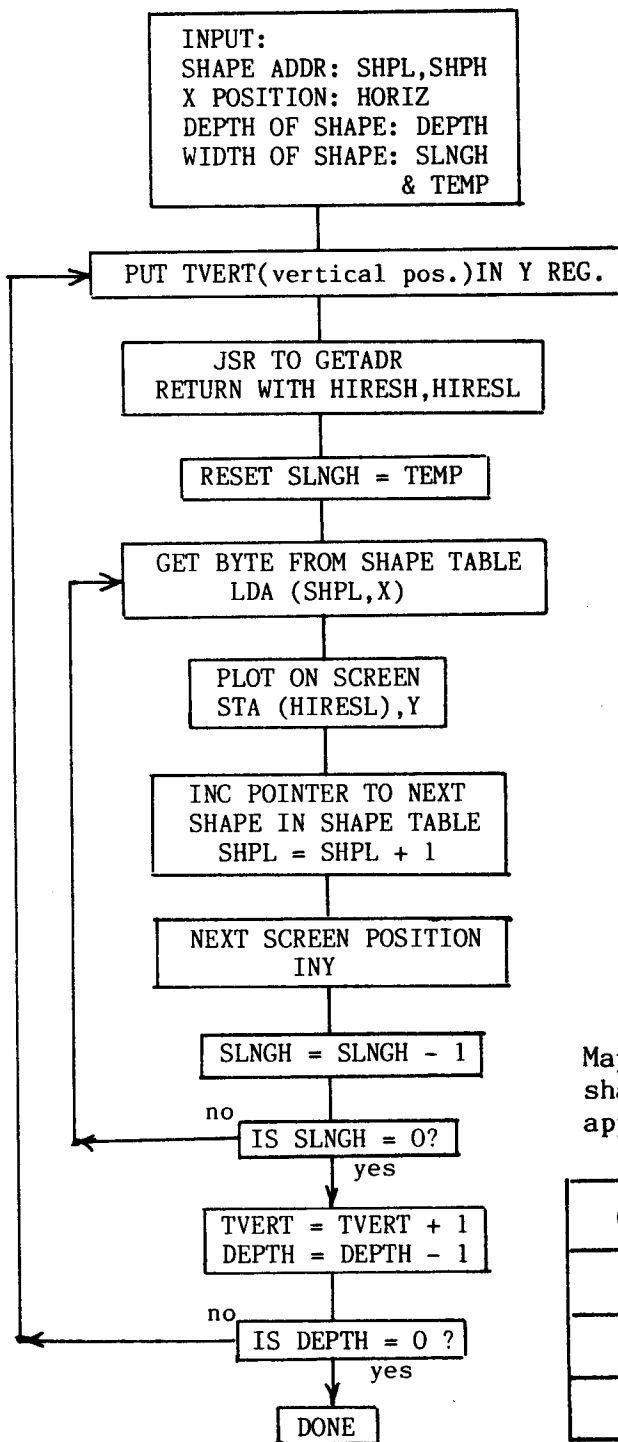 INPUT:
SHAPE ADDR: SHPL,SHPH
X POSITION: HORIZ
DEPTH OF SHAPE: DEPTH
WIDTH OF SHAPE: SLNGH
& TEMP
PUT TVERT(vertical pos.)IN Y REG.
JSR TO GETADR
RETURN WITH HIRESH,HIRESL
RESET SLNGH = TEMP
GET BYTE FROM SHAPE TABLE
LDA (SHPL,X)
PLOT ON SCREEN
STA (HIRESL),Y
INC POINTER TO NEXT
SHAPE IN SHAPE TABLE
SHPL = SHPL + 1
NEXT SCREEN POSITION
INY
SLNGH = SLNGH - 1
no
IS SLNGH = 0?
yes
TVERT = TVERT + 1
DEPTH = DEPTH - 1
no
IS DEPTH = 0 ?
yes
DONE